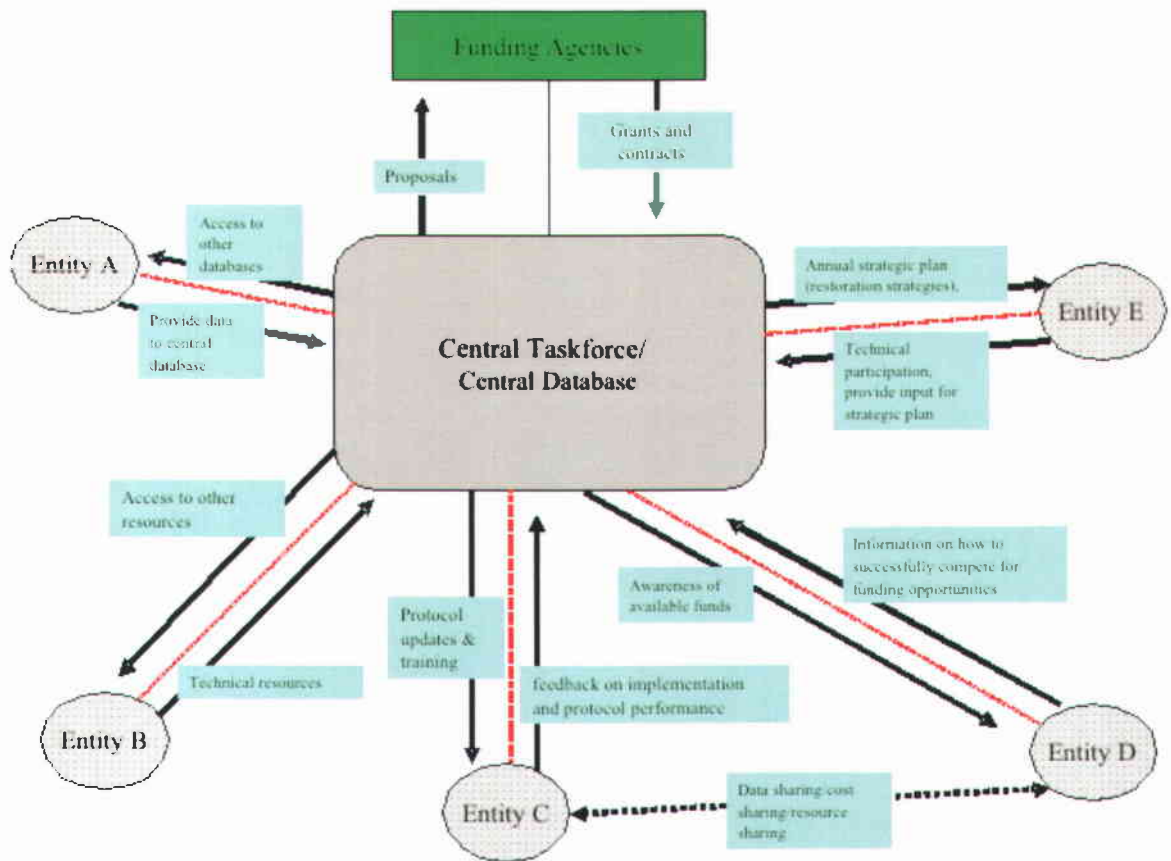 Funding Agencies
Grants and
contracts
Proposals
Access to
other
databases
Entity A
Provide data
to central
database
Annual strategic plan
(restoration strategies),
Entity E
Central Taskforce/
Central Database
Technical
participation,
provide input for
strategic plan
Access to other
resources
Information on how to
successfully compete for
funding opportunities
Awareness of
available funds
Protocol
updates &
training
Technical resources
feedback on implementation
and protocol performance
Entity B
Entity D
Entity C
Data sharing/cost
sharing/resource
sharing